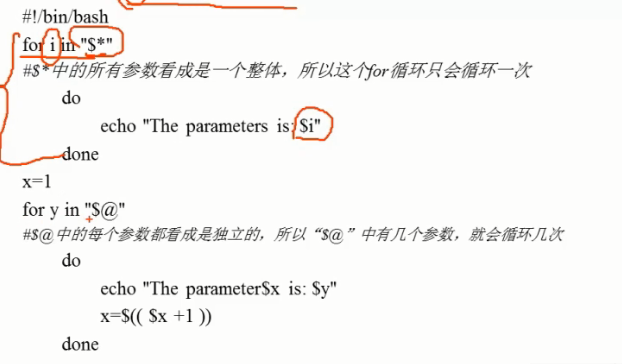 #!/bin/bash
for i in "$*"
#$*中的所有参数看成是一个整体，所以这个for循环只会循环一次
do
echo "The parameters is: $i"
done
x=1
for y in "$@"
#$@中的每个参数都看成是独立的，所以“$@”中有几个参数，就会循环几次
do
echo "The parameter$x is: $y"
x=$(( $x +1 ))
done